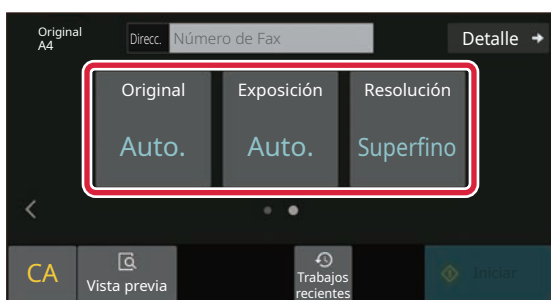 Original
A4
Direcc. Número de Fax
Detalle
Original Exposición Resolución
Auto. Auto. Superfino
CA
Vista previa
Trabajos
recientes
Iniciar